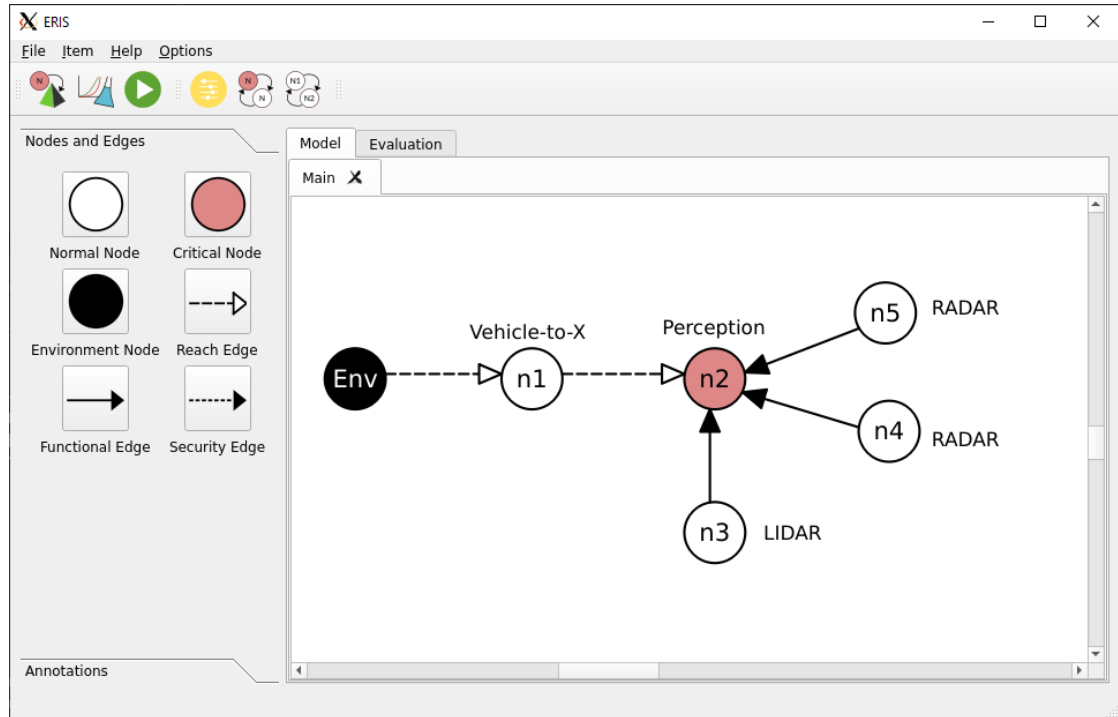 ERIS
File Item Help Options
N
N
N
N1
N2
Nodes and Edges
Model Evaluation
Main
Normal Node Critical Node
Environment Node Reach Edge
Functional Edge Security Edge
Annotations
Vehicle-to-X
Perception
RADAR
RADAR
LIDAR
Env
n1
n2
n3
n4
n5